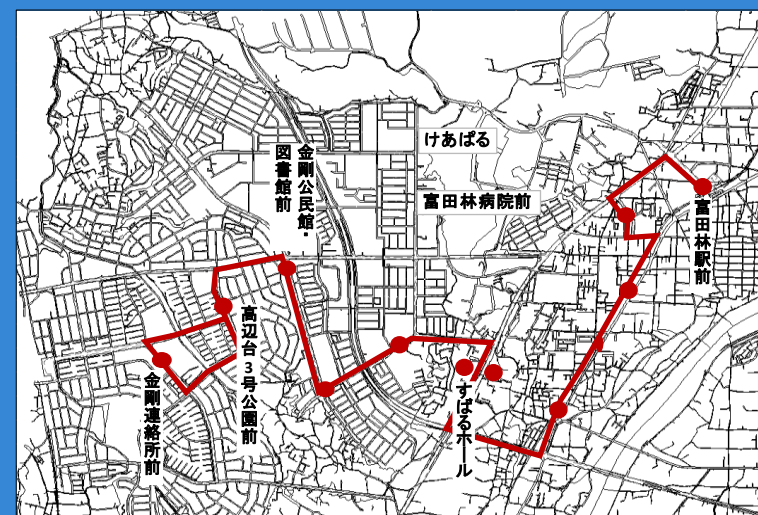 けあぱる
富田林病院前
金剛公民館・
図書館前
富田林駅前
高辺台3号公園前
金剛連絡所前
すばるホール